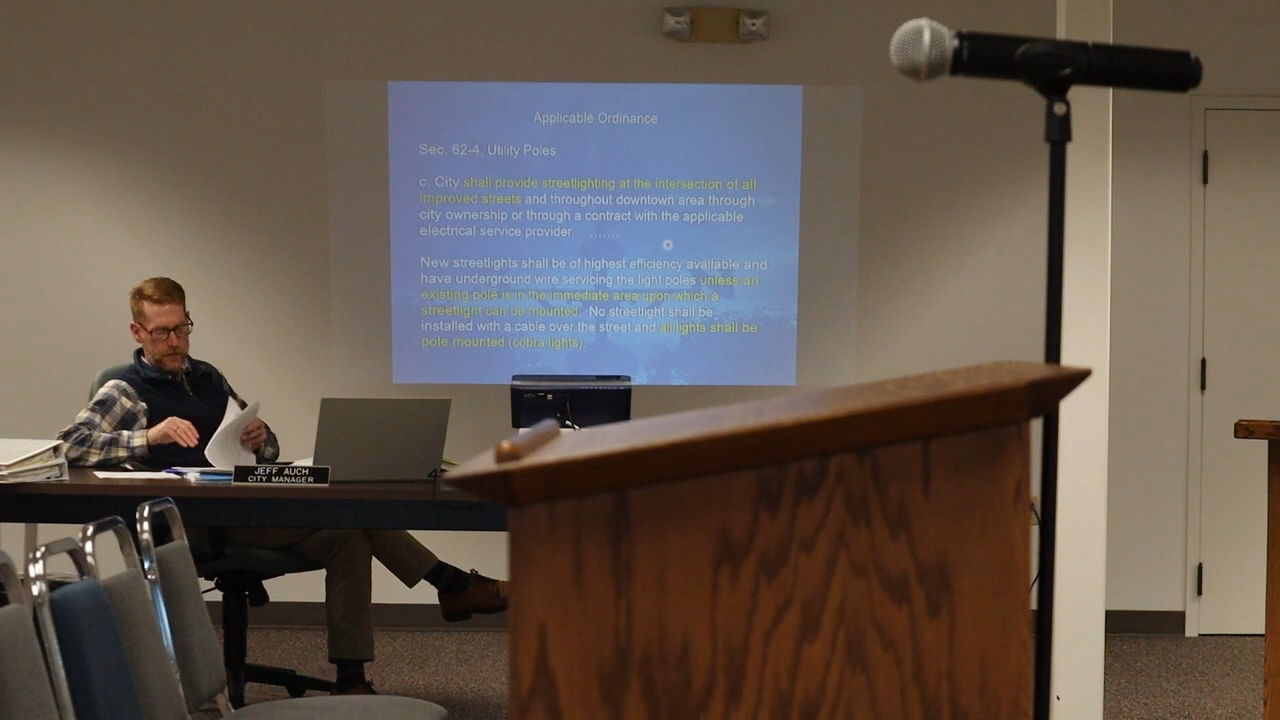 Applicable Ordinance
Sec. 62-4. Utility Poles
c. City shall provide streetlighting at the intersection of all
improved streets and throughout downtown area through
city ownership or through a contract with the applicable
electrical service provider. ........
New streetlights shall be of highest efficiency available and
have underground wire servicing the light poles unless an
existing pole is in the immediate area upon which a
streetlight can be mounted. No streetlight shall be
installed with a cable over the street and all lights shall be
pole mounted (cobra lights).
JEFF AUCH
CITY MANAGER